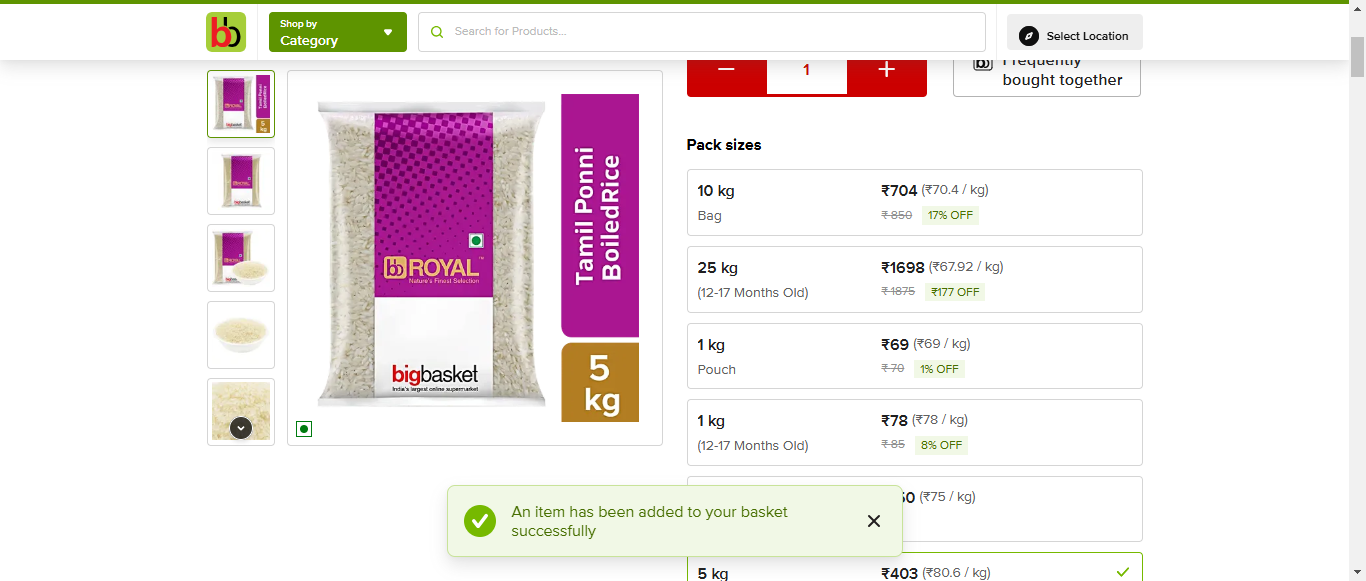 bb
Shop by
Category
Search for Products...
Select Location
−
1
+
Frequently
bought together
Tamil Ponni
BoiledRice
5
kg
bb ROYAL™
Nature's Finest Selection
bigbasket
India's largest online supermarket
Pack sizes
10 kg
₹704 (₹70.4 / kg)
Bag
₹ 850 17% OFF
25 kg
₹1698 (₹67.92 / kg)
(12-17 Months Old)
₹ 1875 ₹177 OFF
1 kg
₹69 (₹69 / kg)
Pouch
₹ 70 1% OFF
1 kg
₹78 (₹78 / kg)
(12-17 Months Old)
₹ 85 8% OFF
(₹75 / kg)
An item has been added to your basket
successfully
5 kg
₹403 (₹80.6 / kg)